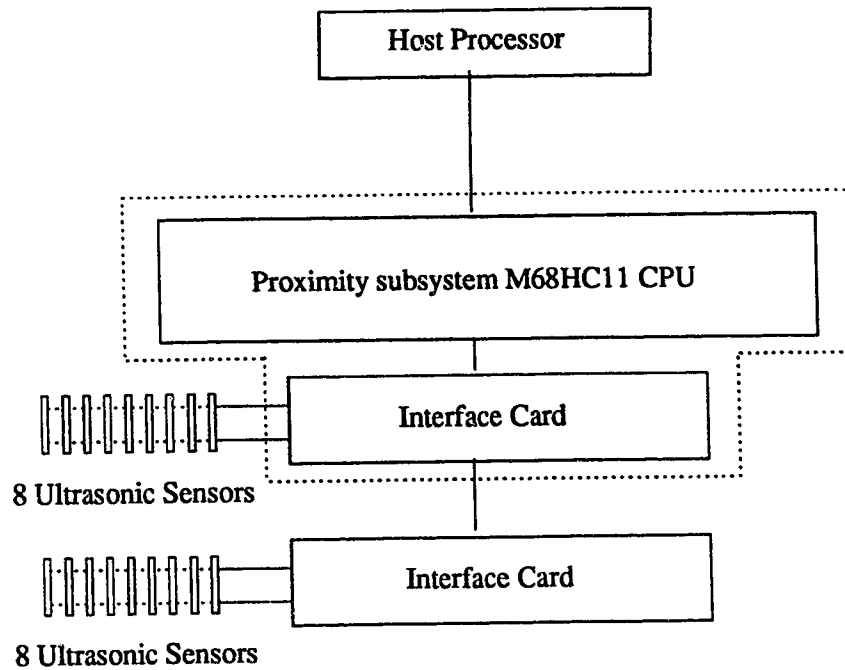 Host Processor
Proximity subsystem M68HC11 CPU
Interface Card
8 Ultrasonic Sensors
Interface Card
8 Ultrasonic Sensors